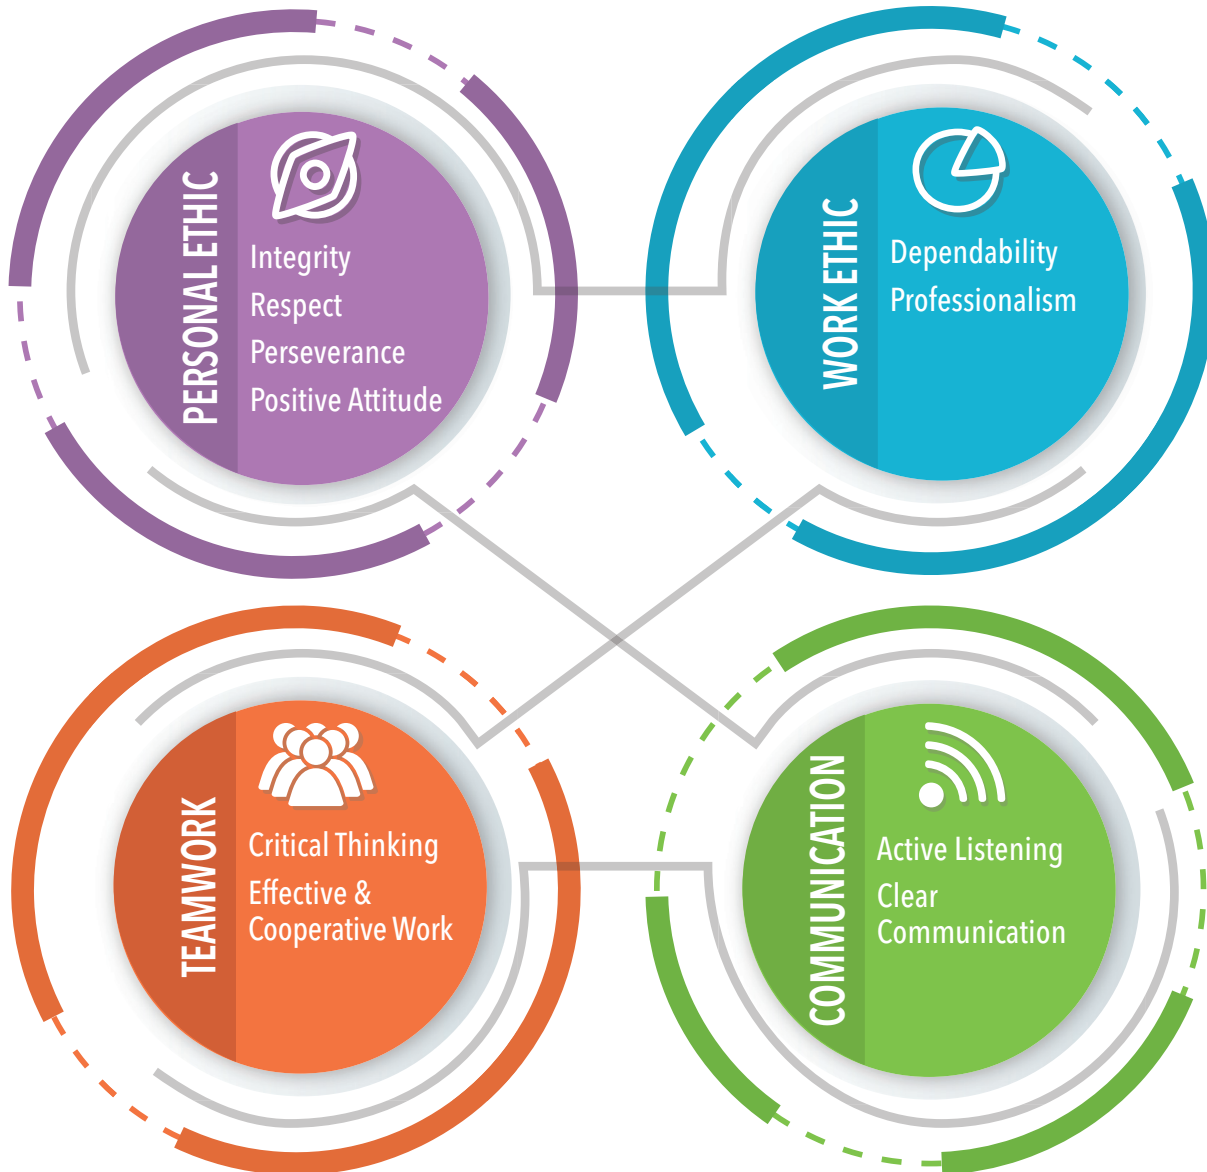 PERSONAL ETHIC
Integrity
Respect
Perseverance
Positive Attitude
WORK ETHIC
Dependability
Professionalism
TEAMWORK
Critical Thinking
Effective &
Cooperative Work
COMMUNICATION
Active Listening
Clear
Communication